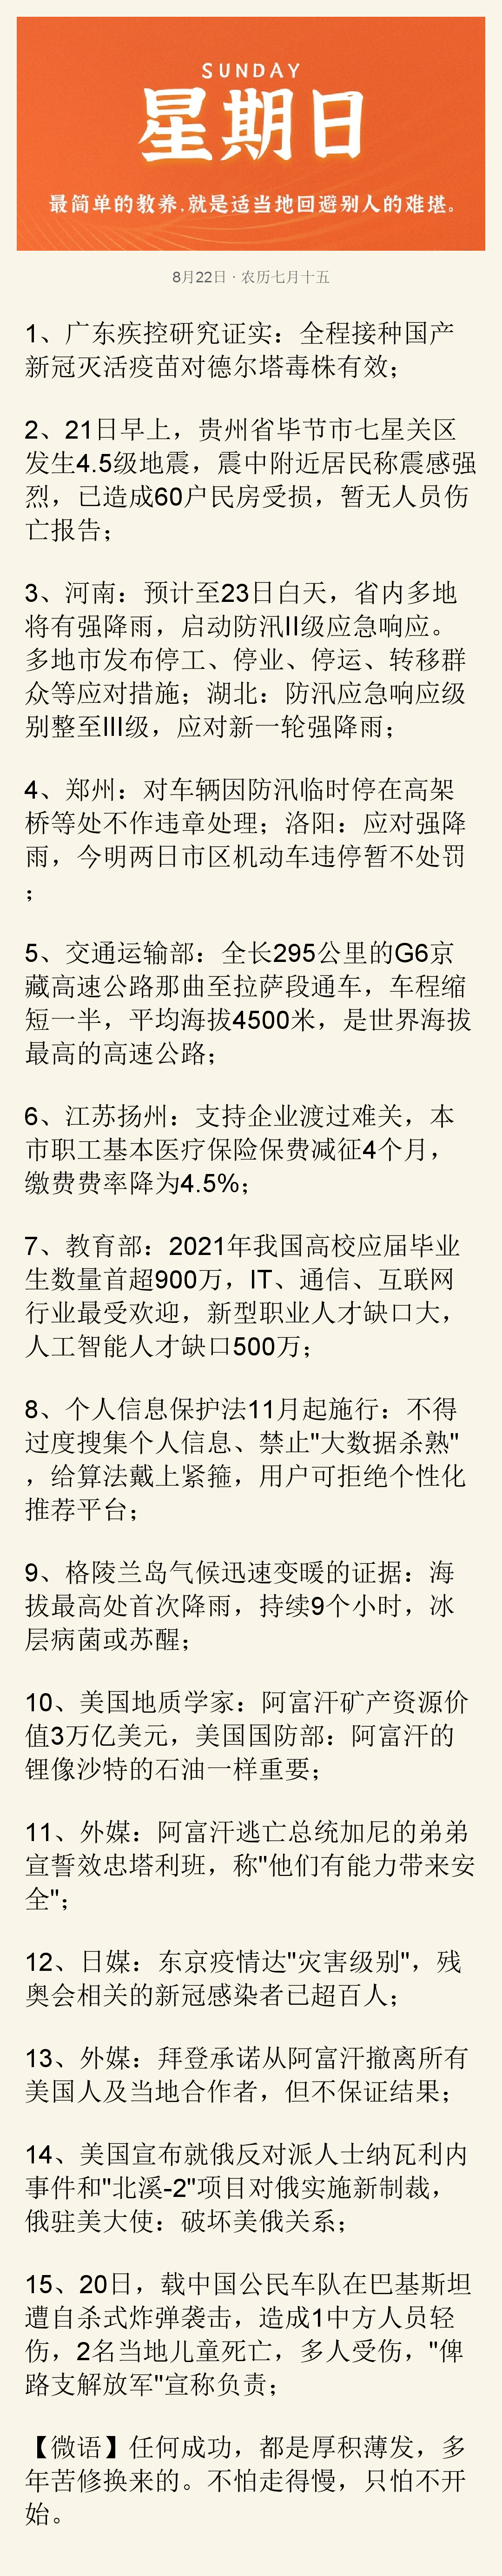 SUNDAY
星期日
最简单的教养,就是适当地回避别人的难堪。
8月22日 · 农历七月十五
1、广东疾控研究证实：全程接种国产
新冠灭活疫苗对德尔塔毒株有效；
2、21日早上，贵州省毕节市七星关区
发生4.5级地震，震中附近居民称震感强
烈，已造成60户民房受损，暂无人员伤
亡报告；
3、河南：预计至23日白天，省内多地
将有强降雨，启动防汛II级应急响应。
多地市发布停工、停业、停运、转移群
众等应对措施；湖北：防汛应急响应级
别整至III级，应对新一轮强降雨；
4、郑州：对车辆因防汛临时停在高架
桥等处不作违章处理；洛阳：应对强降
雨，今明两日市区机动车违停暂不处罚
；
5、交通运输部：全长295公里的G6京
藏高速公路那曲至拉萨段通车，车程缩
短一半，平均海拔4500米，是世界海拔
最高的高速公路；
6、江苏扬州：支持企业渡过难关，本
市职工基本医疗保险保费减征4个月，
缴费费率降为4.5%；
7、教育部：2021年我国高校应届毕业
生数量首超900万，IT、通信、互联网
行业最受欢迎，新型职业人才缺口大，
人工智能人才缺口500万；
8、个人信息保护法11月起施行：不得
过度搜集个人信息、禁止"大数据杀熟"
，给算法戴上紧箍，用户可拒绝个性化
推荐平台；
9、格陵兰岛气候迅速变暖的证据：海
拔最高处首次降雨，持续9个小时，冰
层病菌或苏醒；
10、美国地质学家：阿富汗矿产资源价
值3万亿美元，美国国防部：阿富汗的
锂像沙特的石油一样重要；
11、外媒：阿富汗逃亡总统加尼的弟弟
宣誓效忠塔利班，称"他们有能力带来安
全"；
12、日媒：东京疫情达"灾害级别"，残
奥会相关的新冠感染者已超百人；
13、外媒：拜登承诺从阿富汗撤离所有
美国人及当地合作者，但不保证结果；
14、美国宣布就俄反对派人士纳瓦利内
事件和"北溪-2"项目对俄实施新制裁，
俄驻美大使：破坏美俄关系；
15、20日，载中国公民车队在巴基斯坦
遭自杀式炸弹袭击，造成1中方人员轻
伤，2名当地儿童死亡，多人受伤，"俾
路支解放军"宣称负责；
【微语】任何成功，都是厚积薄发，多
年苦修换来的。不怕走得慢，只怕不开
始。